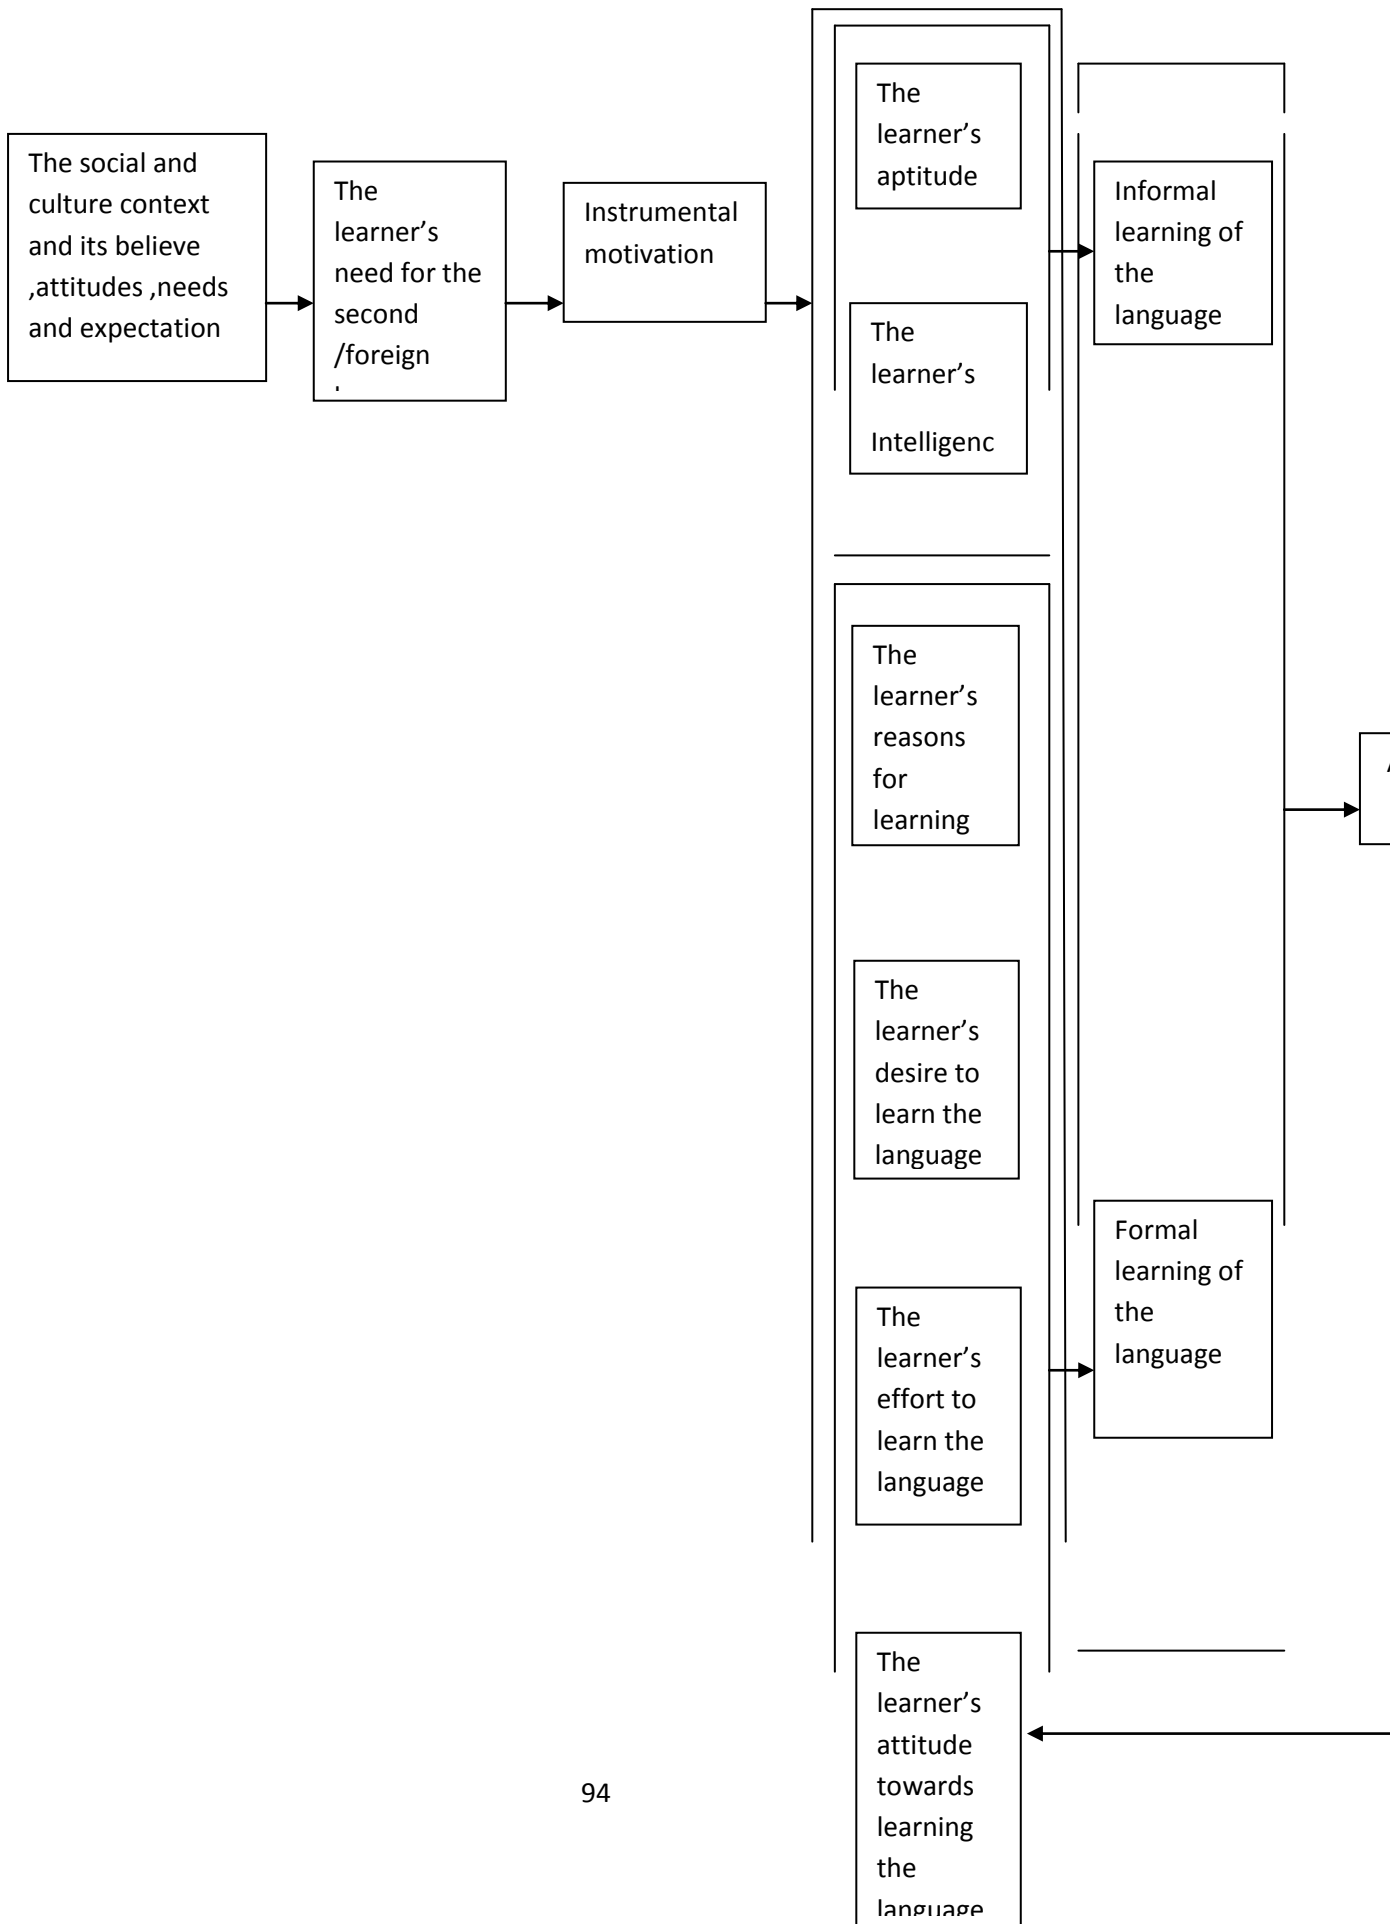 The social and
culture context
and its believe
,attitudes ,needs
and expectation
The
learner’s
need for the
second
/foreign
Instrumental
motivation
The
learner’s
aptitude
The
learner’s
Intelligenc
The
learner’s
reasons
for
learning
The
learner’s
desire to
learn the
language
The
learner’s
effort to
learn the
language
The
learner’s
attitude
towards
learning
the
language
Informal
learning of
the
language
Formal
learning of
the
language
94